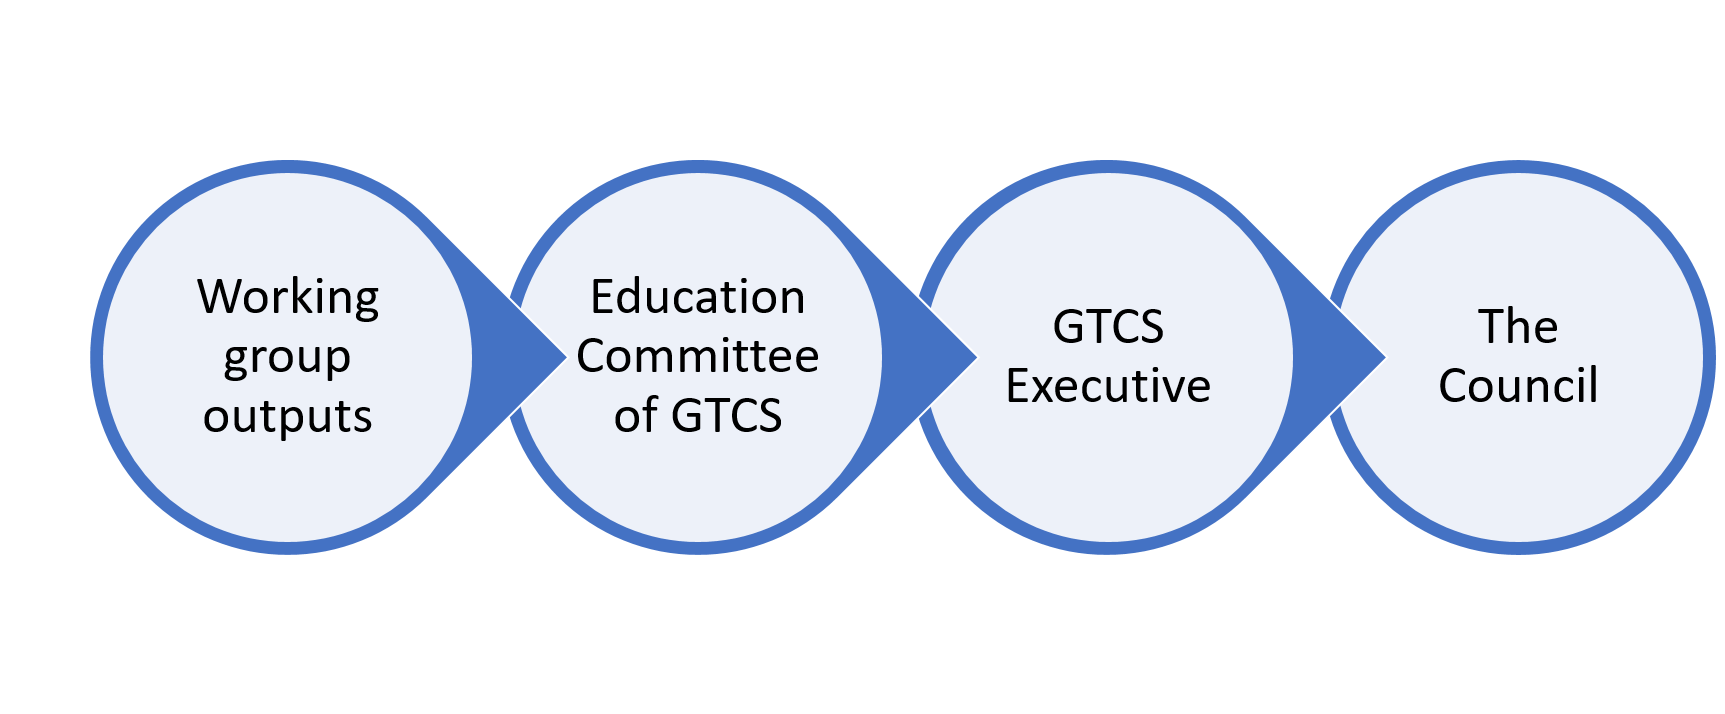 Working
group
outputs
Education
Committee
of GTCS
GTCS
Executive
The
Council